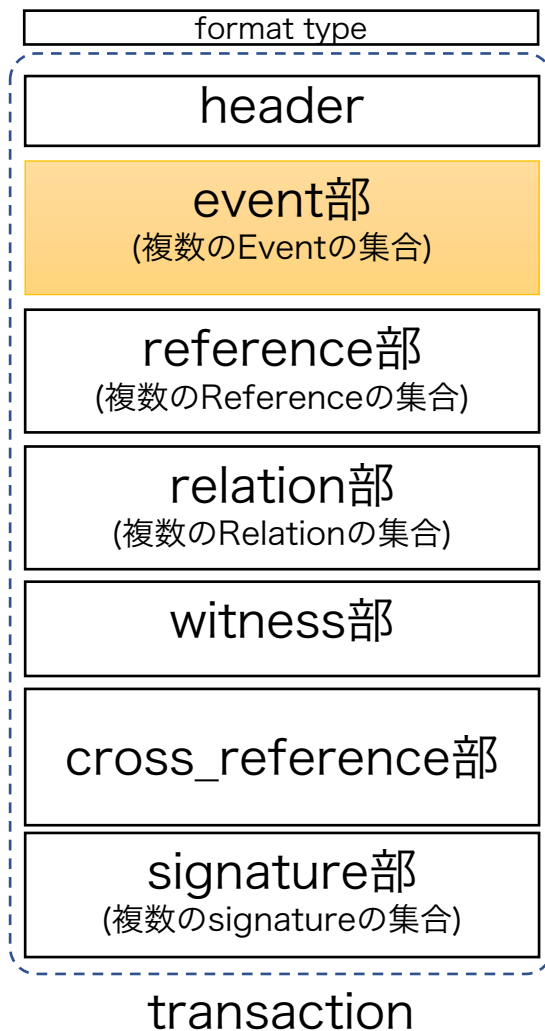 format type
header
event部
(複数のEventの集合)
reference部
(複数のReferenceの集合)
relation部
(複数のRelationの集合)
witness部
cross_reference部
signature部
(複数のsignatureの集合)
transaction